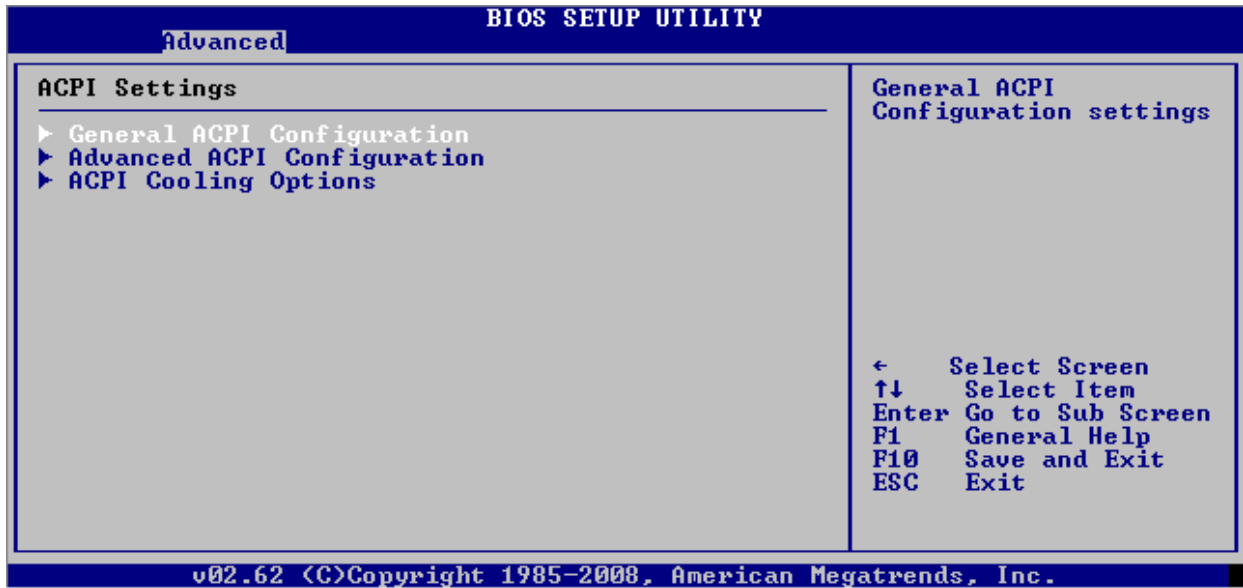 BIOS SETUP UTILITY
Advanced
ACPI Settings
► General ACPI Configuration
► Advanced ACPI Configuration
► ACPI Cooling Options
General ACPI
Configuration settings
← Select Screen
↑↓ Select Item
Enter Go to Sub Screen
F1 General Help
F10 Save and Exit
ESC Exit
v02.62 (C)Copyright 1985-2008, American Megatrends, Inc.